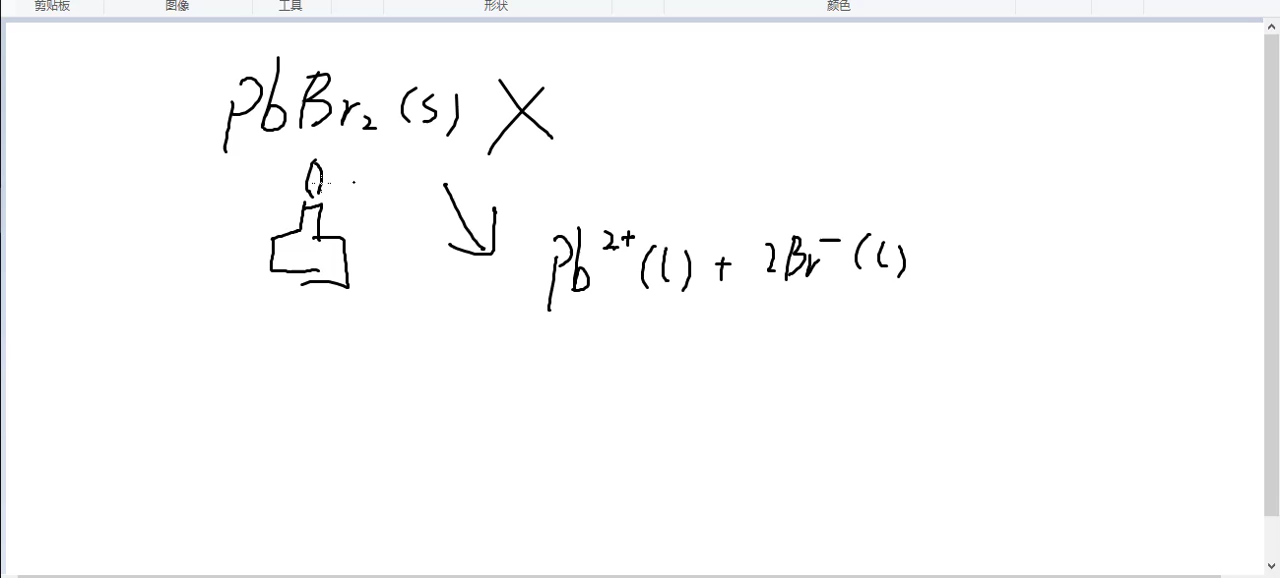 剪贴板 图像 工具 形状 颜色
PbBr₂ (s) X
Pb²⁺ (l) + 2Br⁻ (l)